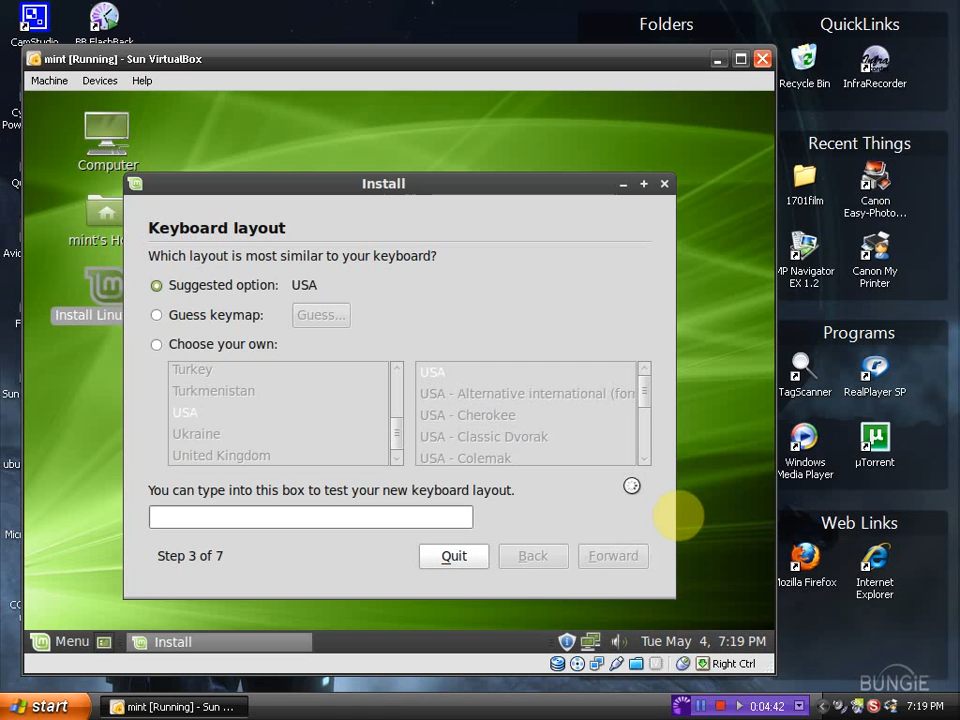 CamStudio
BB FlashBack
Folders
QuickLinks
Recycle Bin
InfraRecorder
Recent Things
1701film
Canon
Easy-Photo...
MP Navigator
EX 1.2
Canon My
Printer
Programs
TagScanner
RealPlayer SP
Windows
Media Player
µTorrent
Web Links
Mozilla Firefox
Internet
Explorer
BUNGiE
mint [Running] - Sun VirtualBox
Machine Devices Help
Computer
mint's Ho
Install Linu
Install
Keyboard layout
Which layout is most similar to your keyboard?
Suggested option: USA
Guess keymap: Guess...
Choose your own:
Turkey
Turkmenistan
USA
Ukraine
United Kingdom
USA
USA - Alternative international (for
USA - Cherokee
USA - Classic Dvorak
USA - Colemak
You can type into this box to test your new keyboard layout.
Step 3 of 7
Quit
Back
Forward
Menu
Install
Tue May 4, 7:19 PM
Right Ctrl
start
mint [Running] - Sun ...
0:04:42
7:19 PM